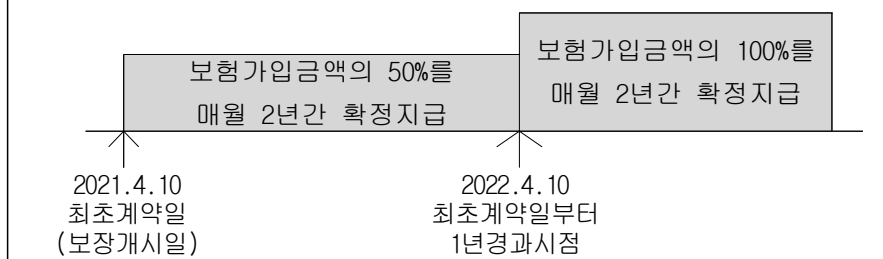 보험가입금액의 50%를
매월 2년간 확정지급
보험가입금액의 100%를
매월 2년간 확정지급
2021.4.10
최초계약일
(보장개시일)
2022.4.10
최초계약일부터
1년경과시점